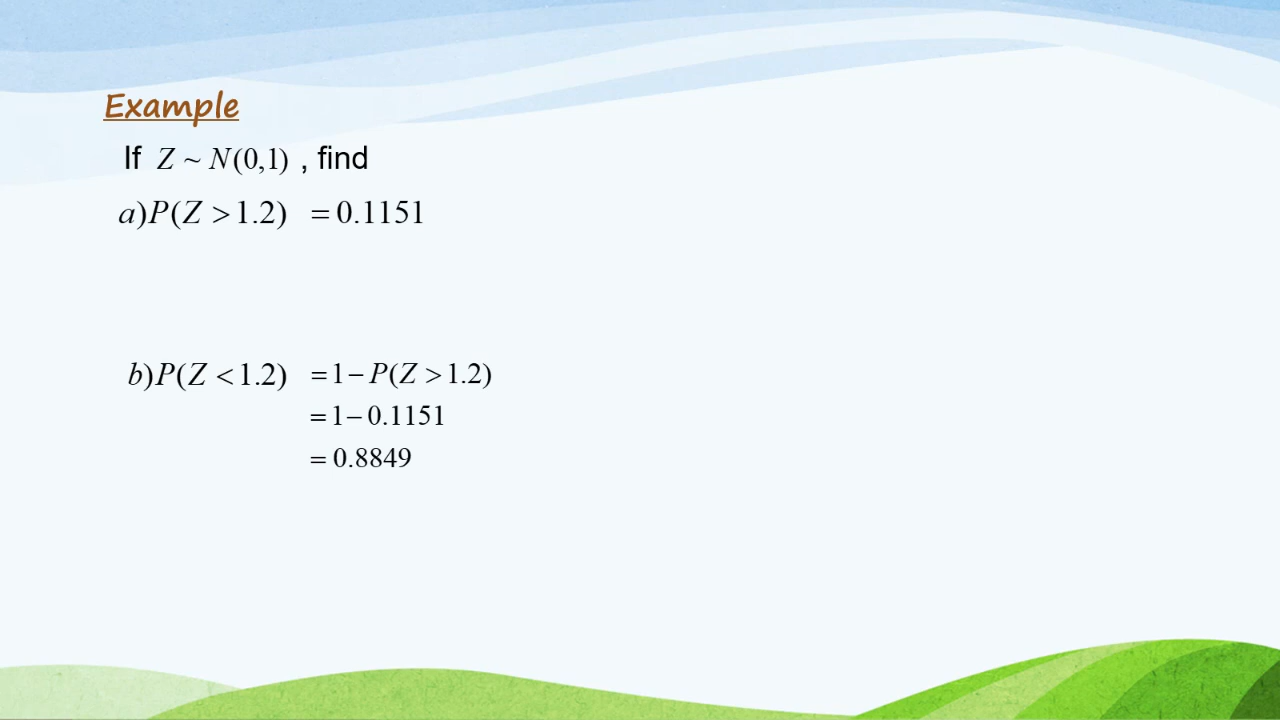 Example
If Z ~ N(0,1) , find
a)P(Z > 1.2) = 0.1151
b)P(Z < 1.2) = 1 − P(Z > 1.2)
= 1 − 0.1151
= 0.8849